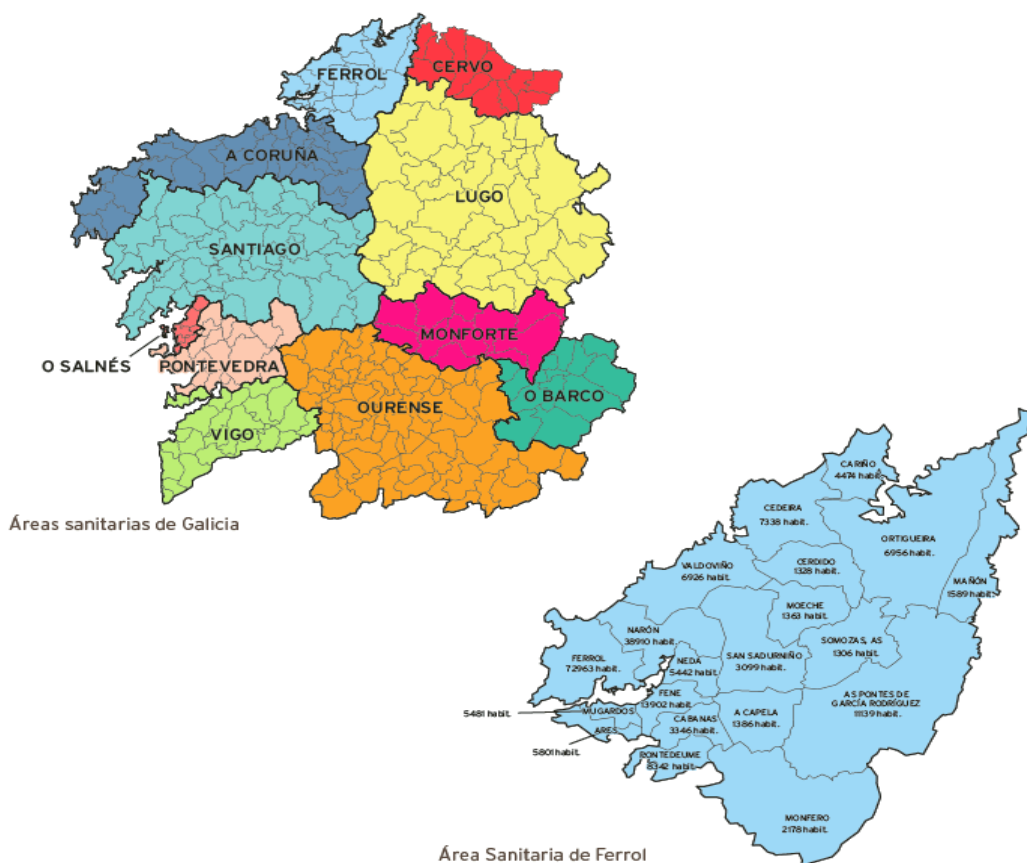 FERROL
CERVO
A CORUÑA
LUGO
SANTIAGO
MONFORTE
O SALNÉS
PONTEVEDRA
O BARCO
OURENSE
VIGO
Áreas sanitarias de Galicia
CARIÑO
4474 habit.
CEDEIRA
7338 habit.
ORTIGUEIRA
6956 habit.
VALDOVIÑO
6926 habit.
CERDIDO
1328 habit.
MAÑÓN
1589 habit.
MOECHE
1363 habit.
NARÓN
38910 habit.
SOMOZAS, AS
1306 habit.
FERROL
72963 habit.
NEDA
5442 habit.
SAN SADURNIÑO
3099 habit.
FENE
13902 habit.
AS PONTES DE
GARCÍA RODRÍGUEZ
11139 habit.
5481 habit.
MUGARDOS
A CAPELA
1386 habit.
CABANAS
3346 habit.
ARES
5801 habit.
PONTEDEUME
8342 habit.
MONFERO
2178 habit.
Área Sanitaria de Ferrol